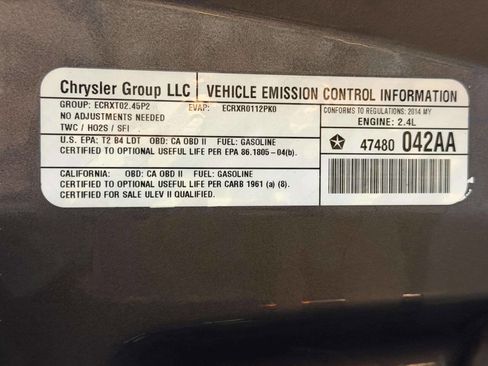 Chrysler Group LLC | VEHICLE EMISSION CONTROL INFORMATION
GROUP: ECRXT02.45P2 EVAP: ECRXR0112PK0
NO ADJUSTMENTS NEEDED
TWC / HO2S / SFI
CONFORMS TO REGULATIONS: 2014 MY
ENGINE: 2.4L
U.S. EPA: T2 B4 LDT OBD: CA OBD II FUEL: GASOLINE
CERTIFIED TO OPTIONAL USEFUL LIFE PER EPA 86.1805-04(b).
47480 042AA
CALIFORNIA: OBD: CA OBD II FUEL: GASOLINE
CERTIFIED TO OPTIONAL USEFUL LIFE PER CARB 1961 (a) (8).
CERTIFIED FOR SALE ULEV II QUALIFIED.